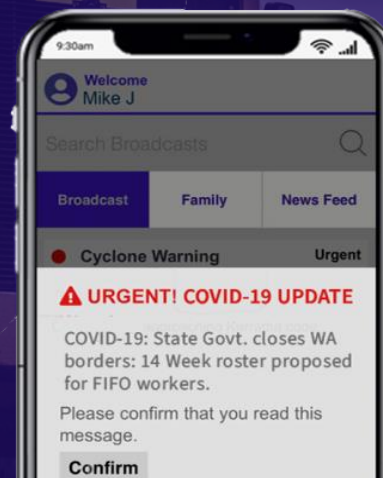 9:30am
Welcome
Mike J
Search Broadcasts
Broadcast Family News Feed
Cyclone Warning Urgent
URGENT! COVID-19 UPDATE
COVID-19: State Govt. closes WA
borders: 14 Week roster proposed
for FIFO workers.
Please confirm that you read this
message.
Confirm